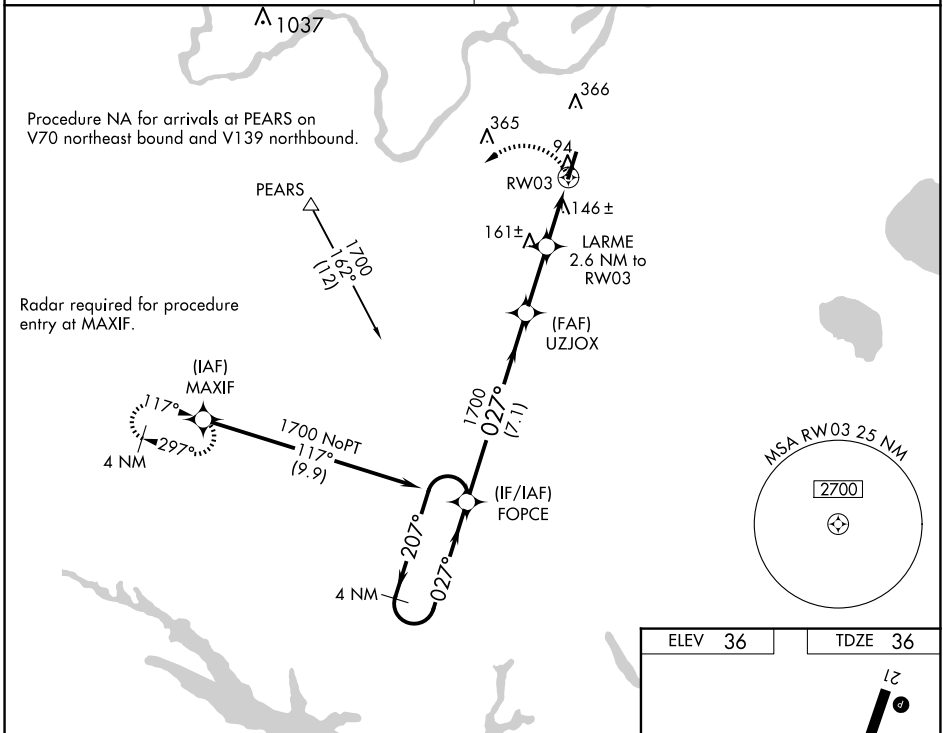 1037
366
Procedure NA for arrivals at PEARS on
V70 northeast bound and V139 northbound.
365
94
RW03
PEARS
146±
161±
LARME
2.6 NM to
RW03
1700
162°
(12)
Radar required for procedure
entry at MAXIF.
(FAF)
UZJOX
(IAF)
MAXIF
117°
297°
4 NM
1700 NoPT
117°
(9.9)
1700
027°
(7.1)
MSA RW03 25 NM
2700
(IF/IAF)
FOPCE
207°
027°
4 NM
ELEV 36
TDZE 36
21
P